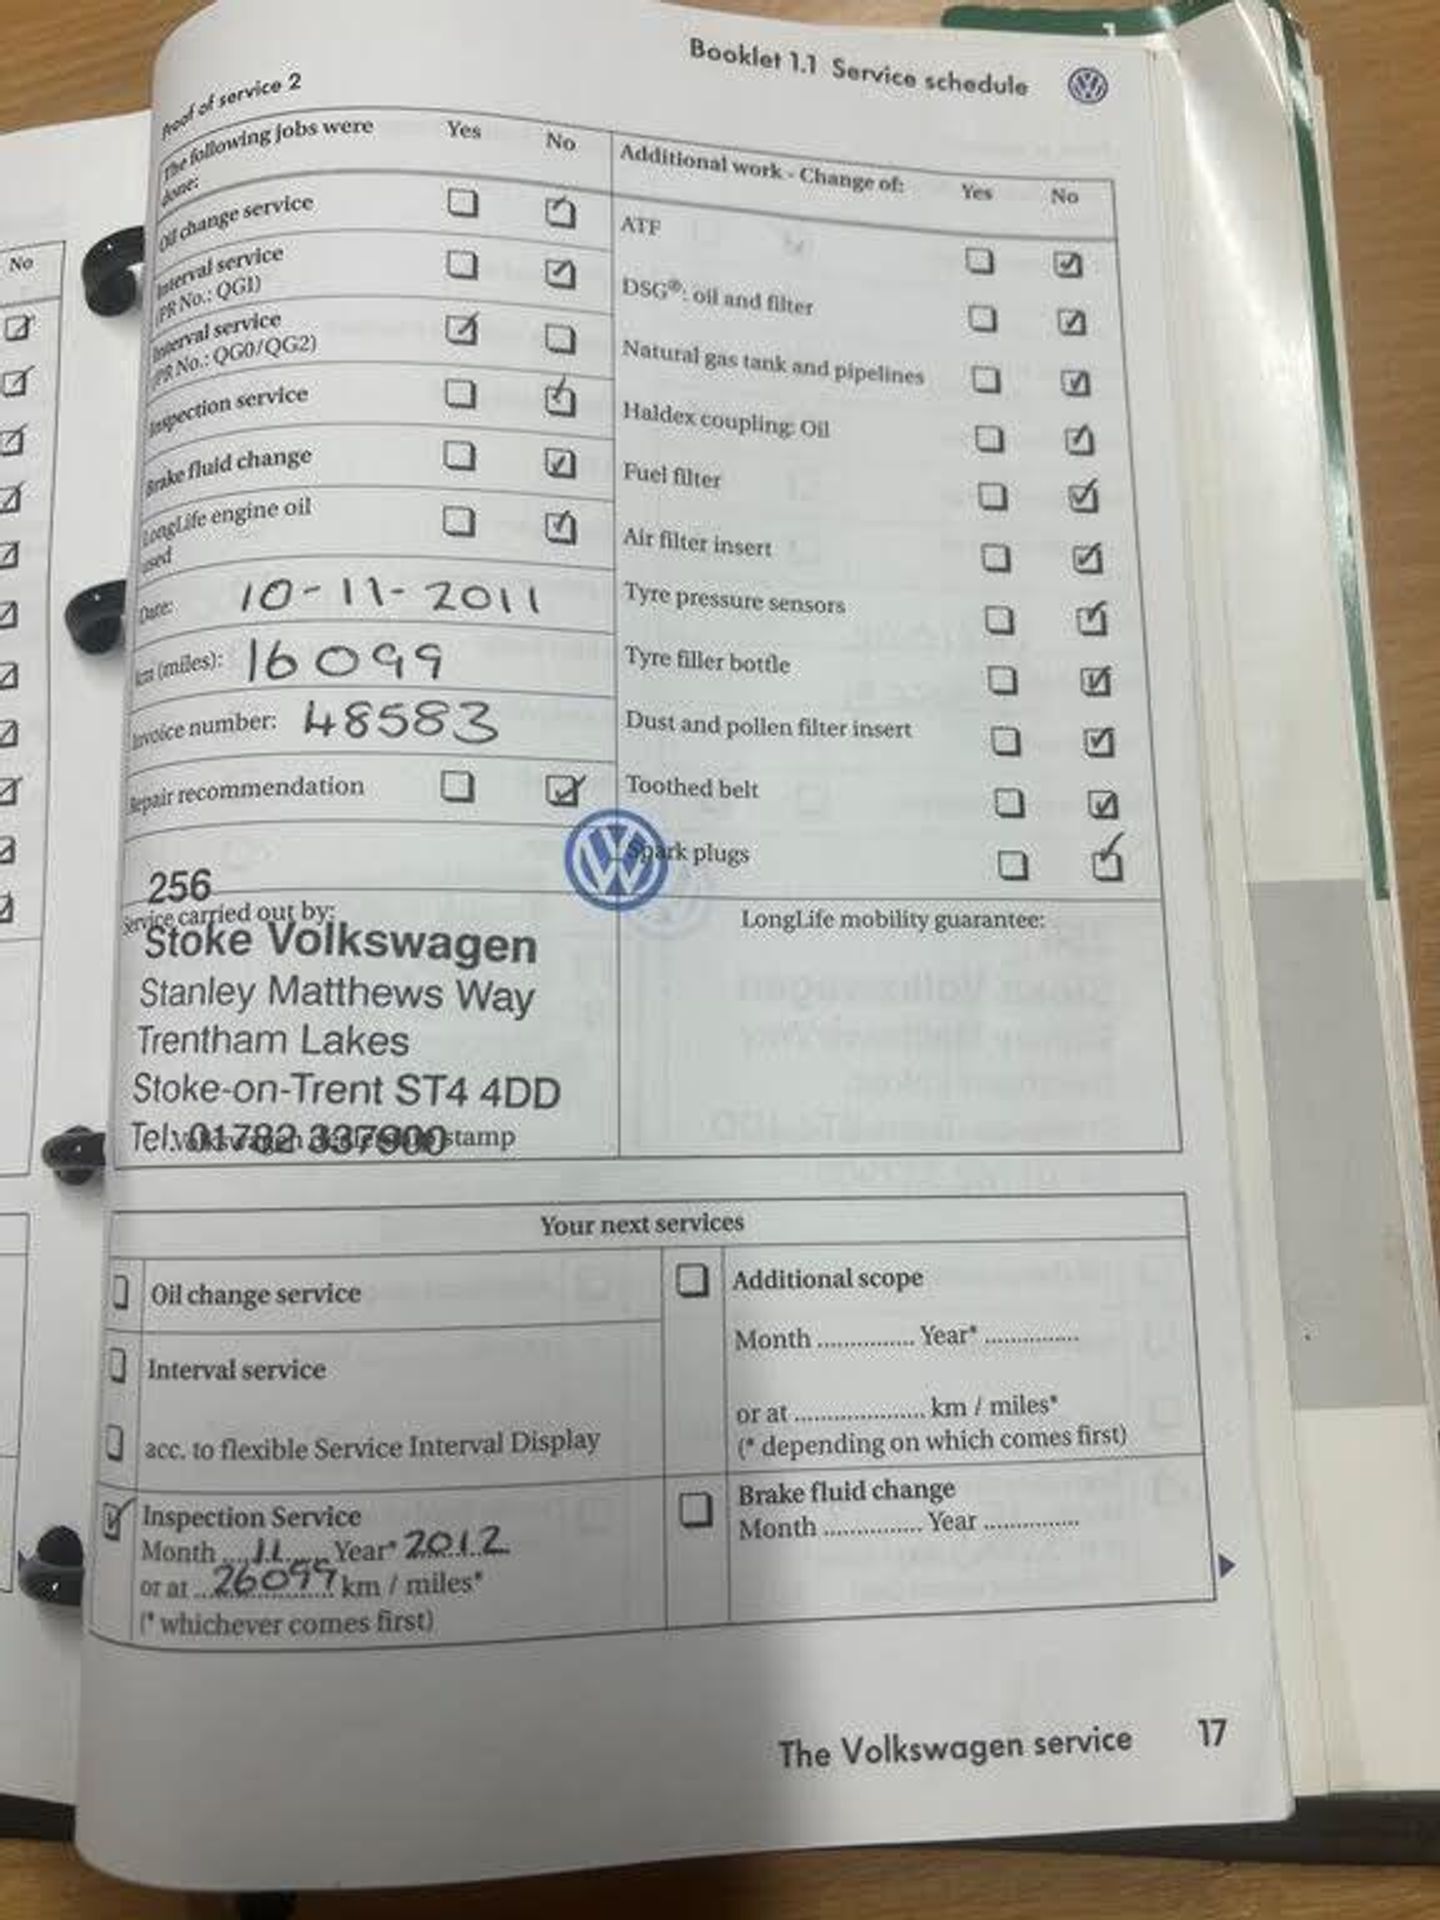 Booklet 1.1 Service schedule
Proof of service 2
The following jobs were done: Yes No
Oil change service
Interval service
(PR No.: QG1)
Interval service
(PR No.: QG0/QG2)
Inspection service
Brake fluid change
LongLife engine oil
used
Date: 10-11-2011
km (miles): 16099
Invoice number: 48583
Repair recommendation
256
Service carried out by:
Stoke Volkswagen
Stanley Matthews Way
Trentham Lakes
Stoke-on-Trent ST4 4DD
Tel: 01782 337900
stamp
Additional work - Change of: Yes No
ATF
DSG®: oil and filter
Natural gas tank and pipelines
Haldex coupling: Oil
Fuel filter
Air filter insert
Tyre pressure sensors
Tyre filler bottle
Dust and pollen filter insert
Toothed belt
Spark plugs
LongLife mobility guarantee:
Your next services
Oil change service
Interval service
acc. to flexible Service Interval Display
Inspection Service
Month 11 Year* 2012
or at 26099 km / miles*
(* whichever comes first)
Additional scope
Month ............... Year* ...............
or at ..................... km / miles*
(* depending on which comes first)
Brake fluid change
Month ............... Year ...............
The Volkswagen service 17
No